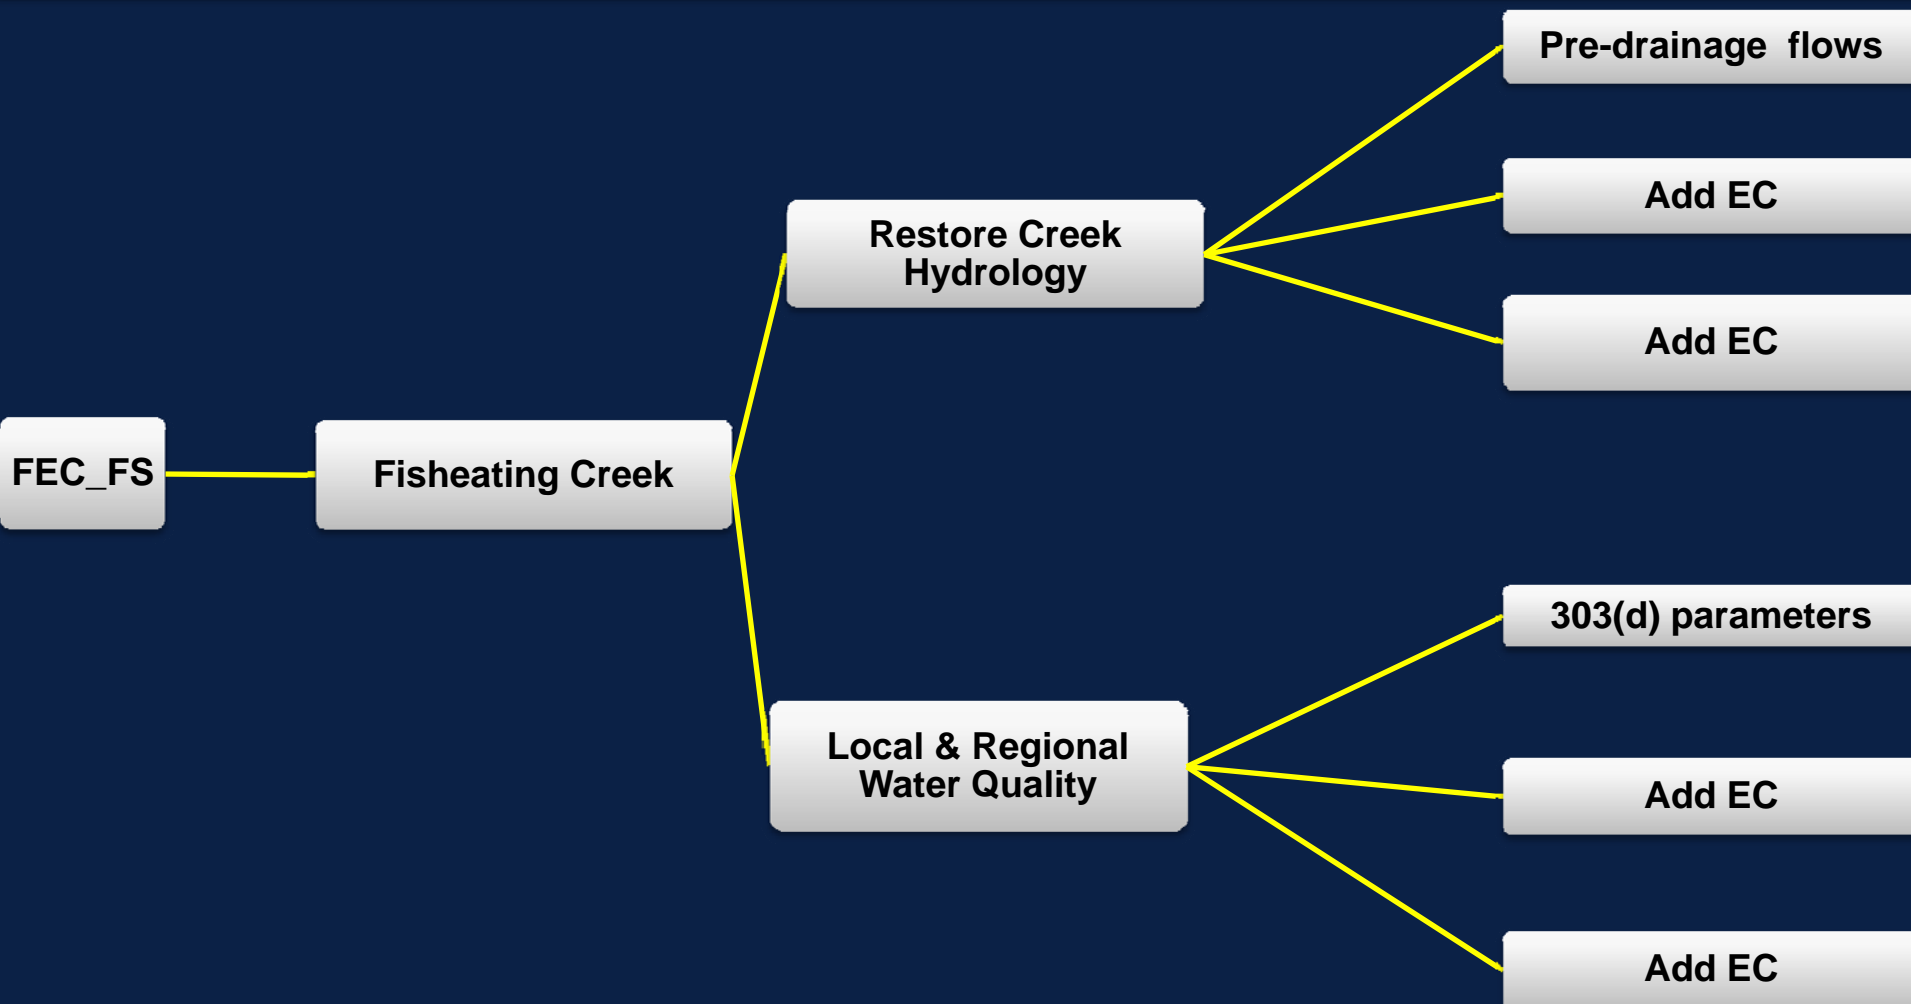 Pre-drainage flows
Add EC
Restore Creek
Hydrology
Add EC
FEC_FS
Fisheating Creek
303(d) parameters
Local & Regional
Water Quality
Add EC
Add EC